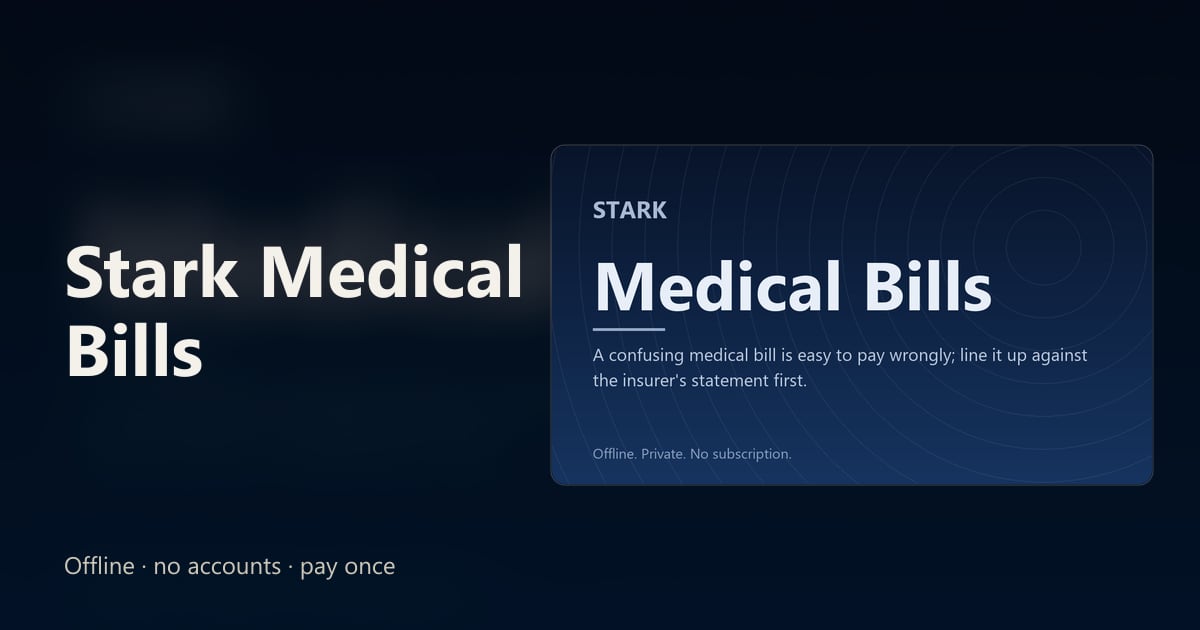 Stark Medical
Bills
Offline · no accounts · pay once
STARK
Medical Bills
A confusing medical bill is easy to pay wrongly; line it up against
the insurer's statement first.
Offline. Private. No subscription.